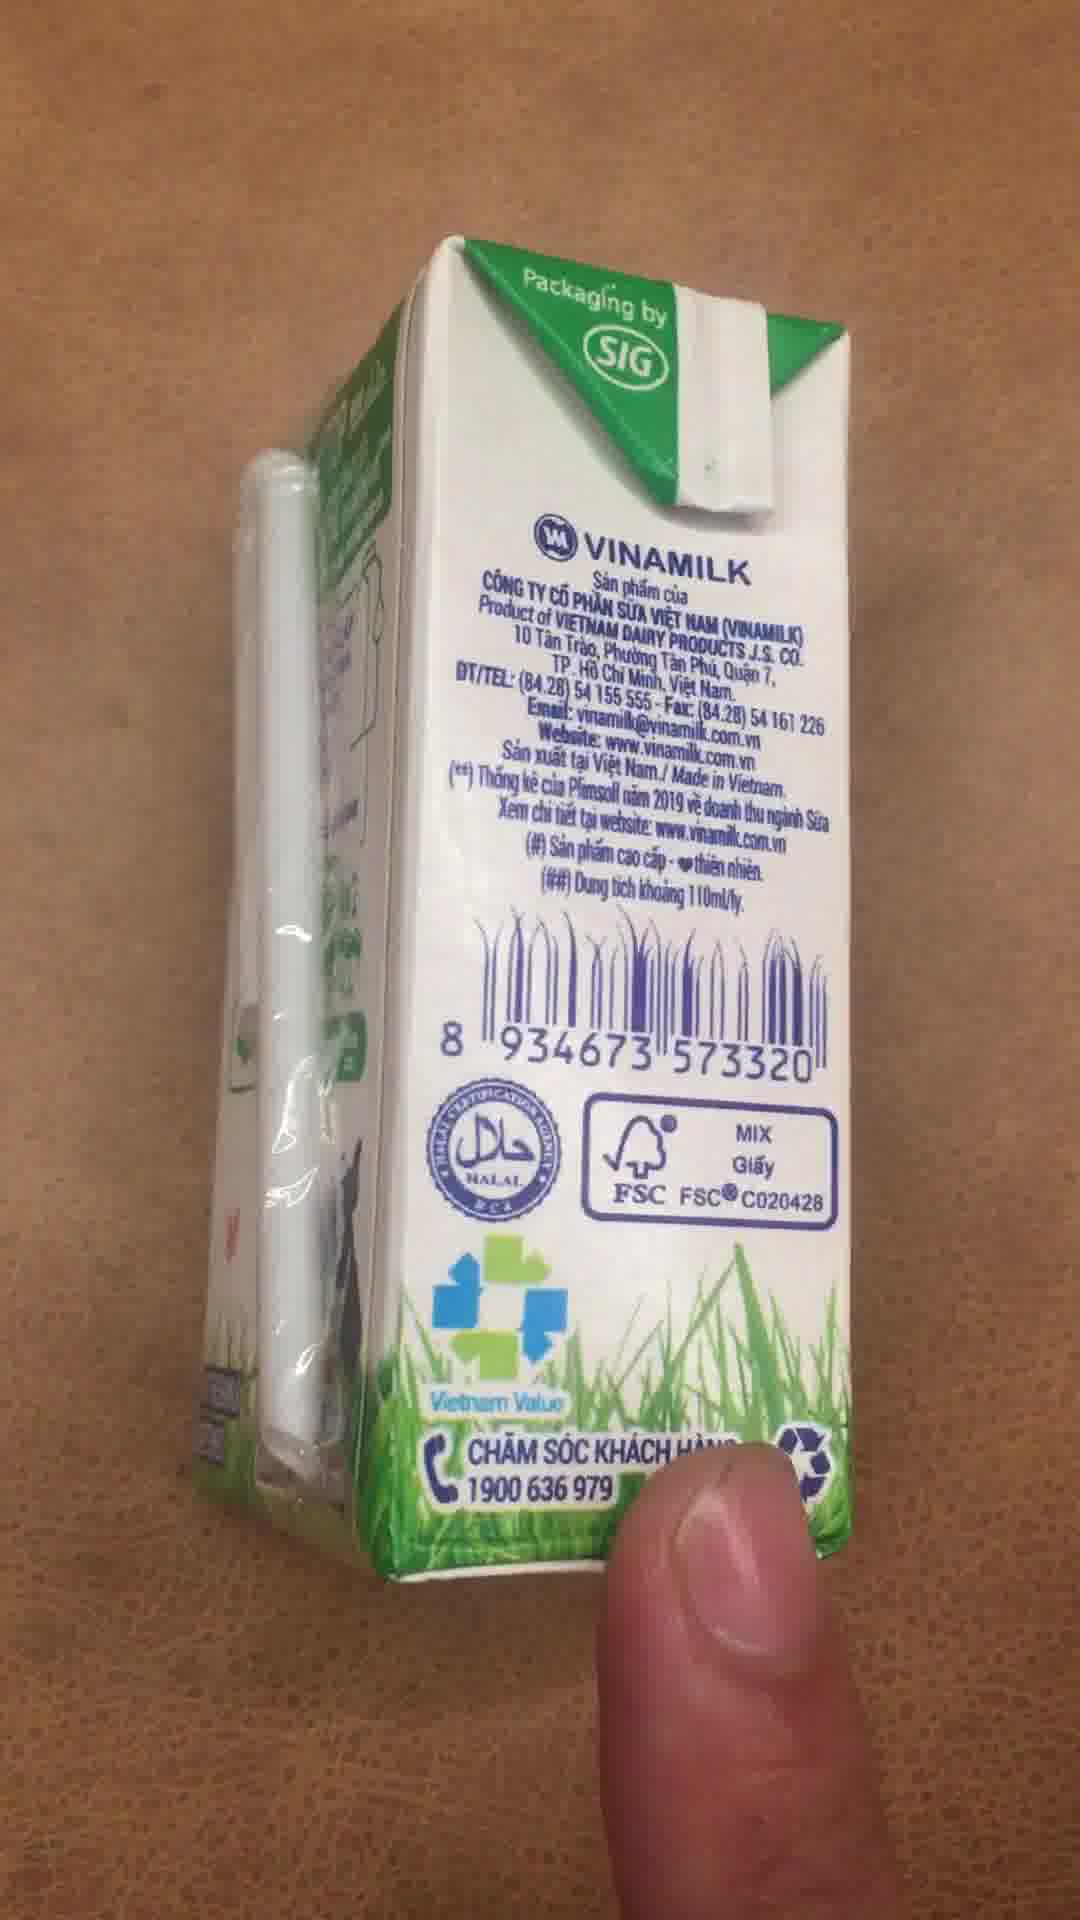 Packaging by
SIG
VINAMILK
Sản phẩm của
CÔNG TY CỔ PHẦN SỮA VIỆT NAM (VINAMILK)
Product of VIETNAM DAIRY PRODUCTS J.S. CO.
10 Tân Trào, Phường Tân Phú, Quận 7,
TP. Hồ Chí Minh, Việt Nam.
ĐT/TEL: (84.28) 54 155 555 - Fax: (84.28) 54 161 226
Email: vinamilk@vinamilk.com.vn
Website: www.vinamilk.com.vn
Sản xuất tại Việt Nam / Made in Vietnam.
(**) Thống kê của Plimsoll năm 2019 về doanh thu ngành Sữa
Xem chi tiết tại website: www.vinamilk.com.vn
(#) Sản phẩm cao cấp - ❤ thiên nhiên.
(##) Dung tích khoảng 110ml/ly.
8 934673 573320
HALAL CERTIFICATION AGENCY
حلال
HALAL
HCA
MIX
Giấy
FSC FSC® C020428
Vietnam Value
CHĂM SÓC KHÁCH HÀNG
1900 636 979